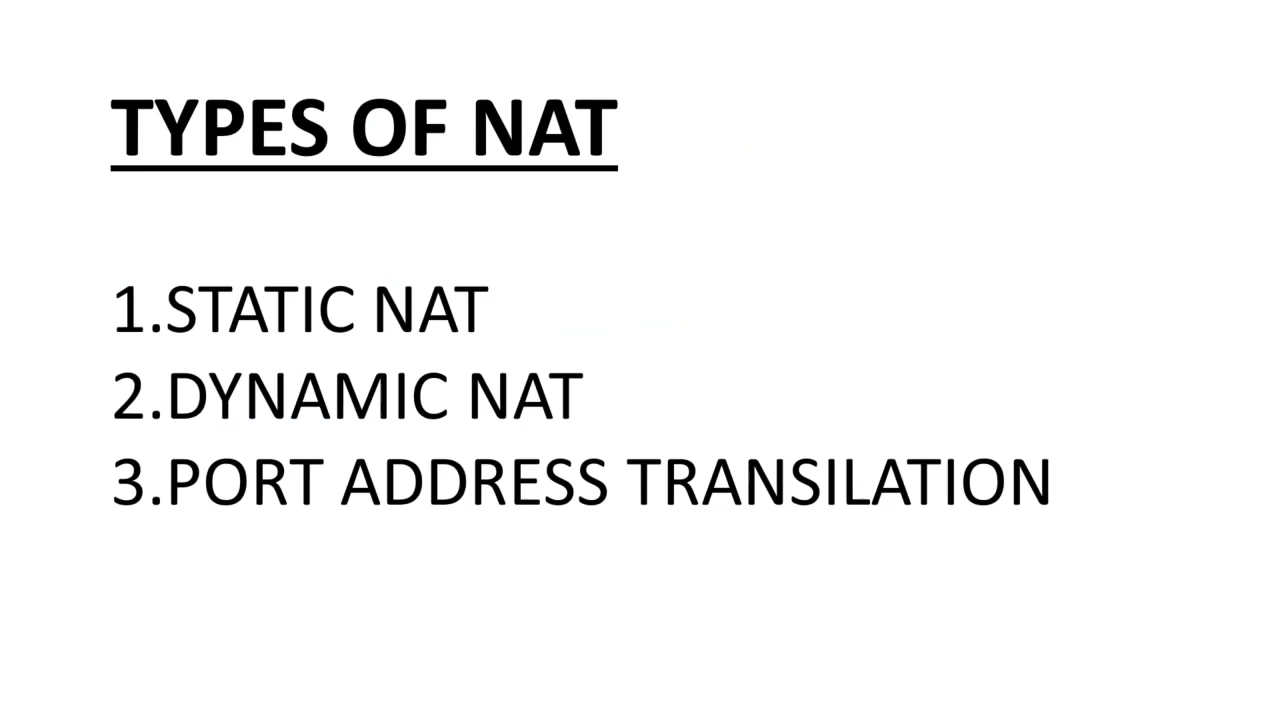 TYPES OF NAT
1.STATIC NAT
2.DYNAMIC NAT
3.PORT ADDRESS TRANSILATION